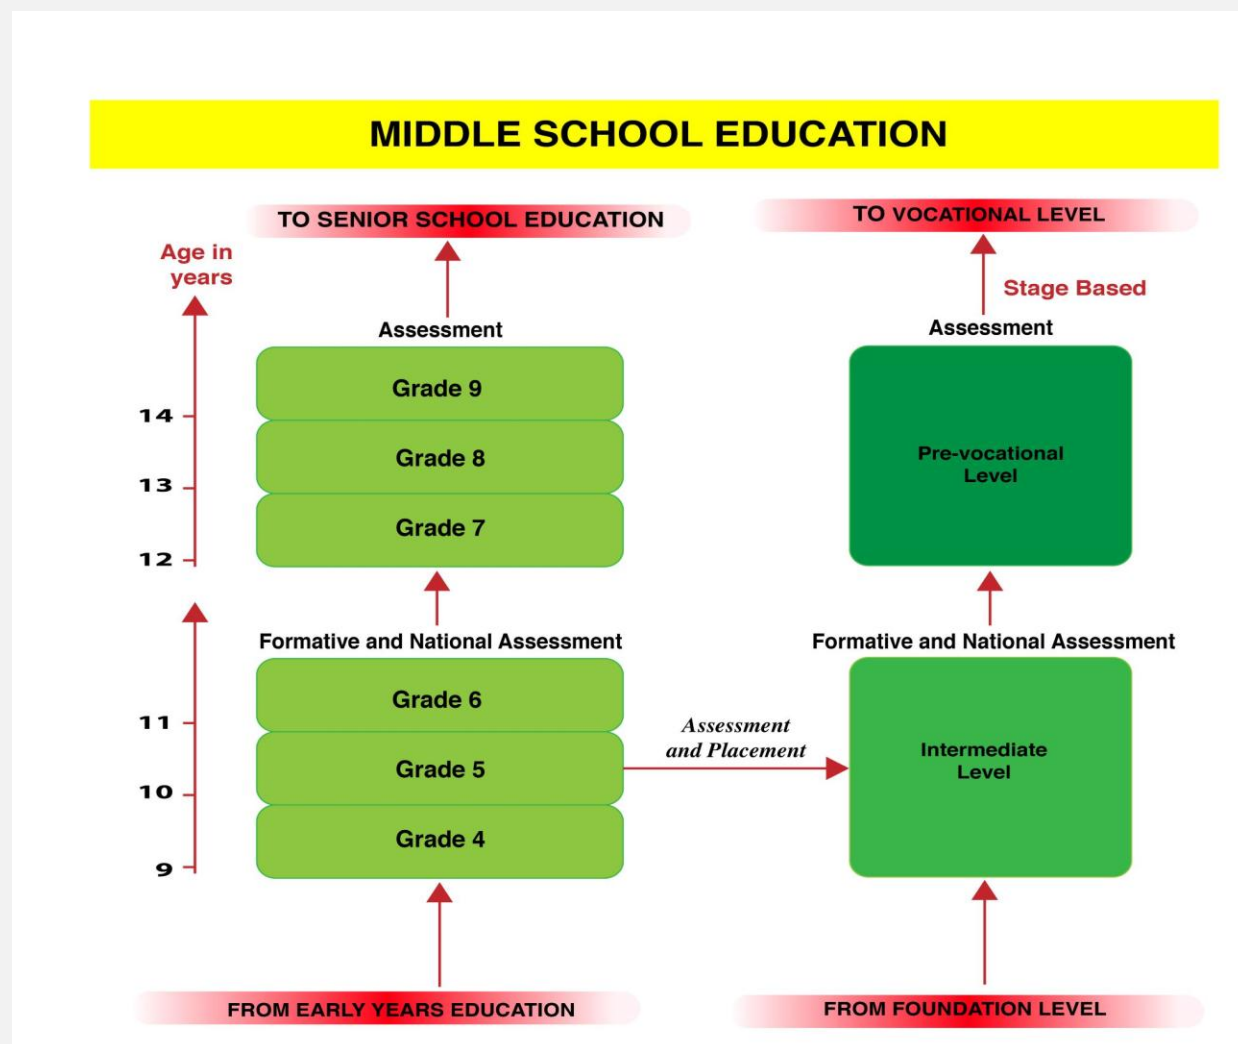 MIDDLE SCHOOL EDUCATION
TO SENIOR SCHOOL EDUCATION
TO VOCATIONAL LEVEL
Age in
years
Stage Based
Assessment
Assessment
Grade 9
14
Grade 8
Pre-vocational
Level
13
Grade 7
12
Formative and National Assessment
Formative and National Assessment
Grade 6
11
Assessment
and Placement
Intermediate
Level
Grade 5
10
Grade 4
9
FROM EARLY YEARS EDUCATION
FROM FOUNDATION LEVEL